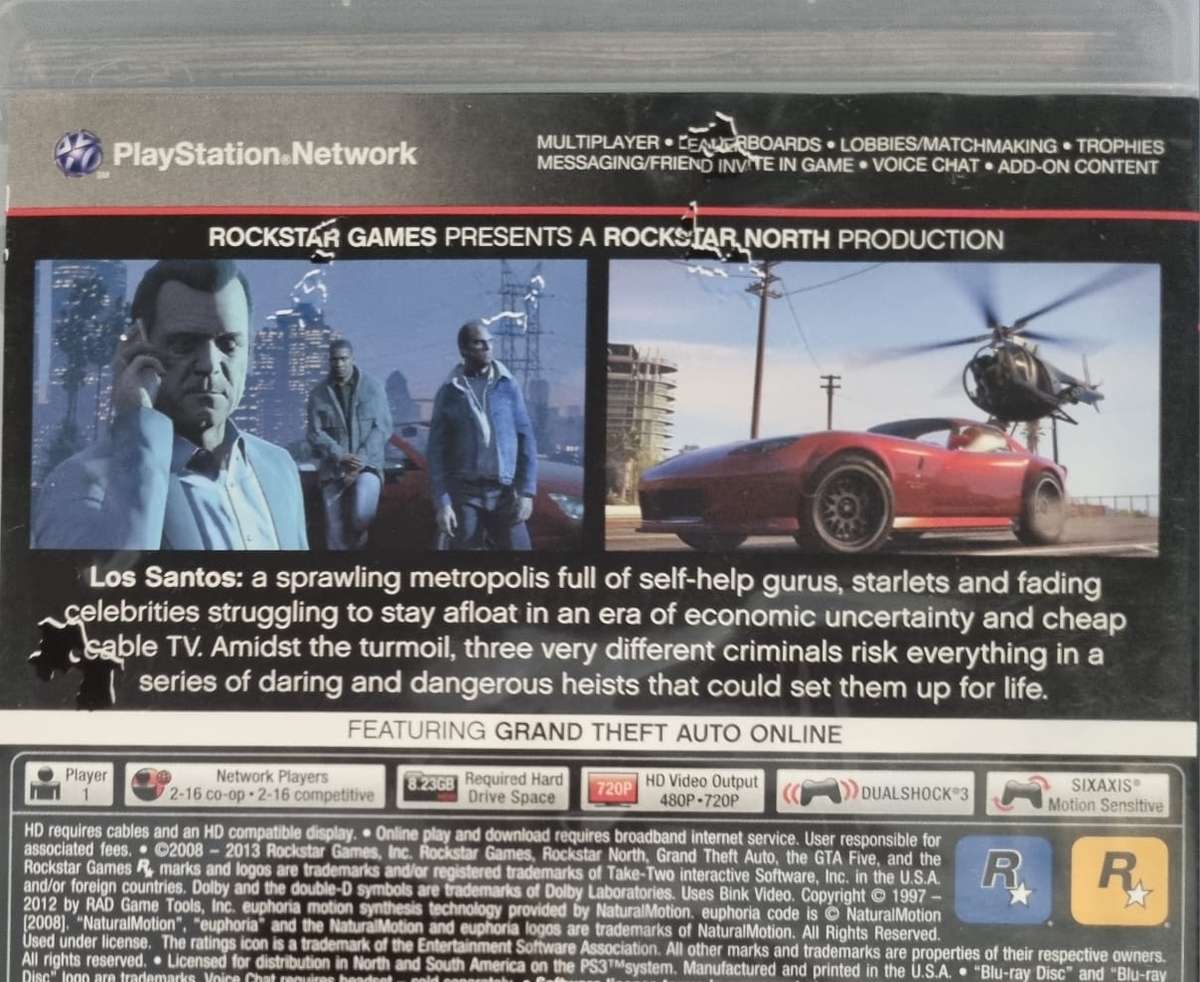 PlayStation®Network
SM
MULTIPLAYER • LEADERBOARDS • LOBBIES/MATCHMAKING • TROPHIES
MESSAGING/FRIEND INVITE IN GAME • VOICE CHAT • ADD-ON CONTENT
ROCKSTAR GAMES PRESENTS A ROCKSTAR NORTH PRODUCTION
Los Santos: a sprawling metropolis full of self-help gurus, starlets and fading
celebrities struggling to stay afloat in an era of economic uncertainty and cheap
cable TV. Amidst the turmoil, three very different criminals risk everything in a
series of daring and dangerous heists that could set them up for life.
FEATURING GRAND THEFT AUTO ONLINE
Player
1
Network Players
2-16 co-op • 2-16 competitive
8.23GB
Required Hard
Drive Space
720P
HD Video Output
480P • 720P
DUALSHOCK®3
SIXAXIS®
Motion Sensitive
HD requires cables and an HD compatible display. • Online play and download requires broadband internet service. User responsible for
associated fees. • ©2008 – 2013 Rockstar Games, Inc. Rockstar Games, Rockstar North, Grand Theft Auto, the GTA Five, and the
Rockstar Games R★ marks and logos are trademarks and/or registered trademarks of Take-Two interactive Software, Inc. in the U.S.A.
and/or foreign countries. Dolby and the double-D symbols are trademarks of Dolby Laboratories. Uses Bink Video. Copyright © 1997 –
2012 by RAD Game Tools, Inc. euphoria motion synthesis technology provided by NaturalMotion. euphoria code is © NaturalMotion
[2008]. "NaturalMotion", "euphoria" and the NaturalMotion and euphoria logos are trademarks of NaturalMotion. All Rights Reserved.
Used under license. The ratings icon is a trademark of the Entertainment Software Association. All other marks and trademarks are properties of their respective owners.
All rights reserved. • Licensed for distribution in North and South America on the PS3™system. Manufactured and printed in the U.S.A. • "Blu-ray Disc" and "Blu-ray
Disc" logo are trademarks. Voice Chat requires headset – sold separately. • Software license
R★
R★